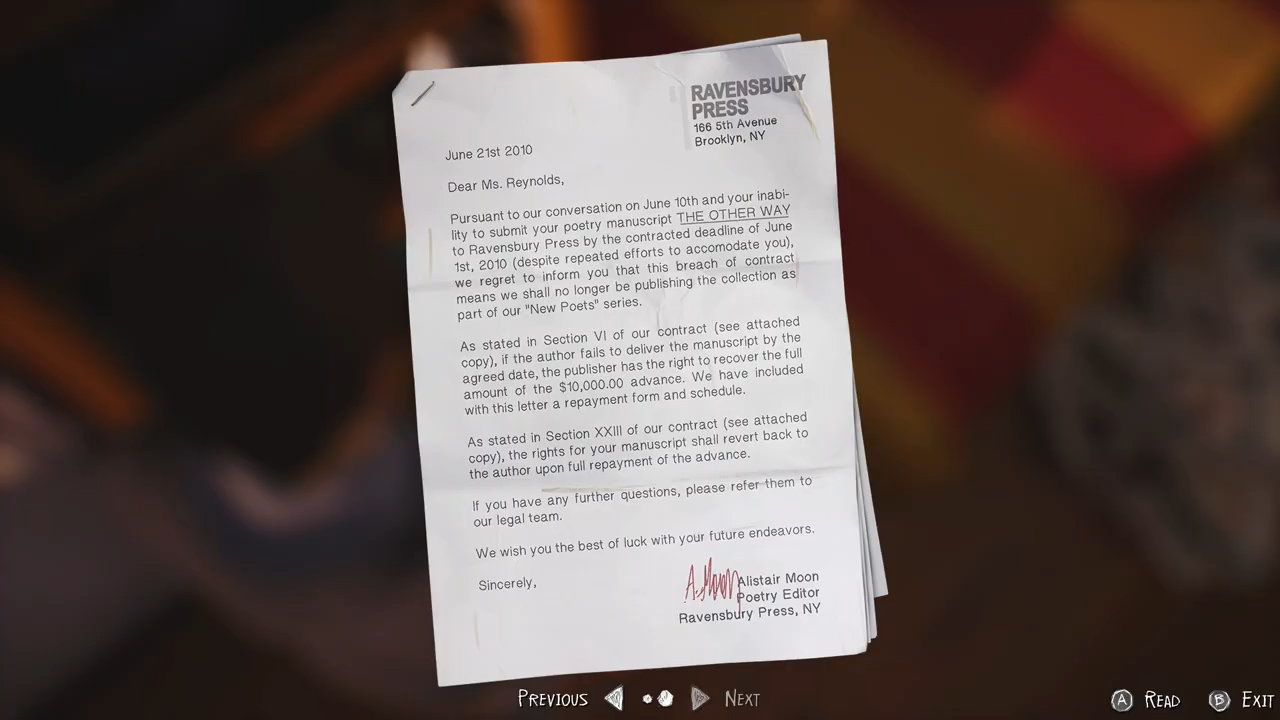 RAVENSBURY
PRESS
166 5th Avenue
Brooklyn, NY
June 21st 2010
Dear Ms. Reynolds,
Pursuant to our conversation on June 10th and your inabi-
lity to submit your poetry manuscript THE OTHER WAY
to Ravensbury Press by the contracted deadline of June
1st, 2010 (despite repeated efforts to accomodate you),
we regret to inform you that this breach of contract
means we shall no longer be publishing the collection as
part of our "New Poets" series.
As stated in Section VI of our contract (see attached
copy), if the author fails to deliver the manuscript by the
agreed date, the publisher has the right to recover the full
amount of the $10,000.00 advance. We have included
with this letter a repayment form and schedule.
As stated in Section XXIII of our contract (see attached
copy), the rights for your manuscript shall revert back to
the author upon full repayment of the advance.
If you have any further questions, please refer them to
our legal team.
We wish you the best of luck with your future endeavors.
Sincerely,
A. Moon
Alistair Moon
Poetry Editor
Ravensbury Press, NY
PREVIOUS NEXT
A READ B EXIT